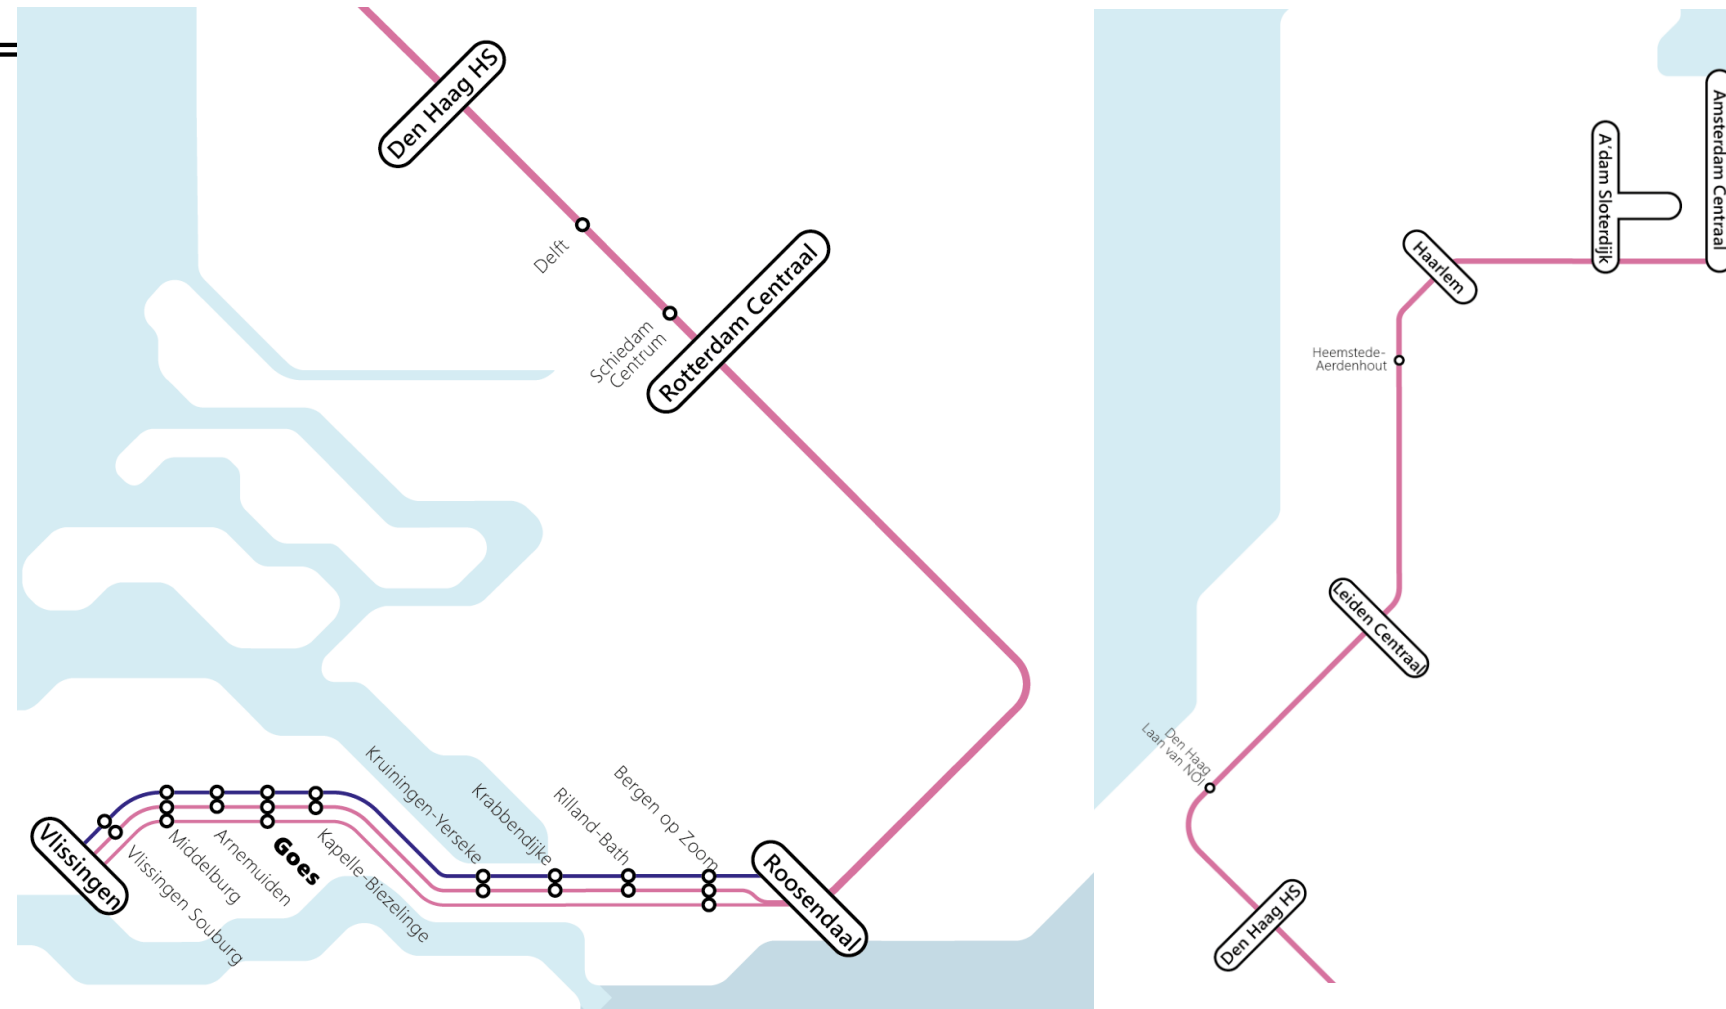 Den Haag HS
Delft
Schiedam
Centrum
Rotterdam Centraal
Kruiningen-Yerseke
Krabbendijke
Rilland-Bath
Bergen op Zoom
Vlissingen
Vlissingen Souburg
Middelburg
Arnemuiden
Goes
Kapelle-Biezelinge
Roosendaal
Amsterdam Centraal
A'dam Sloterdijk
Haarlem
Heemstede-
Aerdenhout
Leiden Centraal
Den Haag
Laan van NOI
Den Haag HS